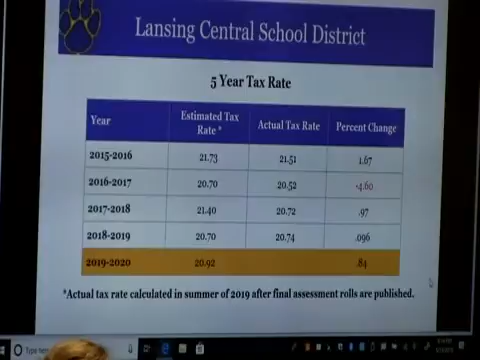 Lansing Central School District
5 Year Tax Rate
Year Estimated Tax Rate * Actual Tax Rate Percent Change
2015-2016 21.73 21.51 1.67
2016-2017 20.70 20.52 -4.60
2017-2018 21.40 20.72 .97
2018-2019 20.70 20.74 .096
2019-2020 20.92 .84
*Actual tax rate calculated in summer of 2019 after final assessment rolls are published.
Type here